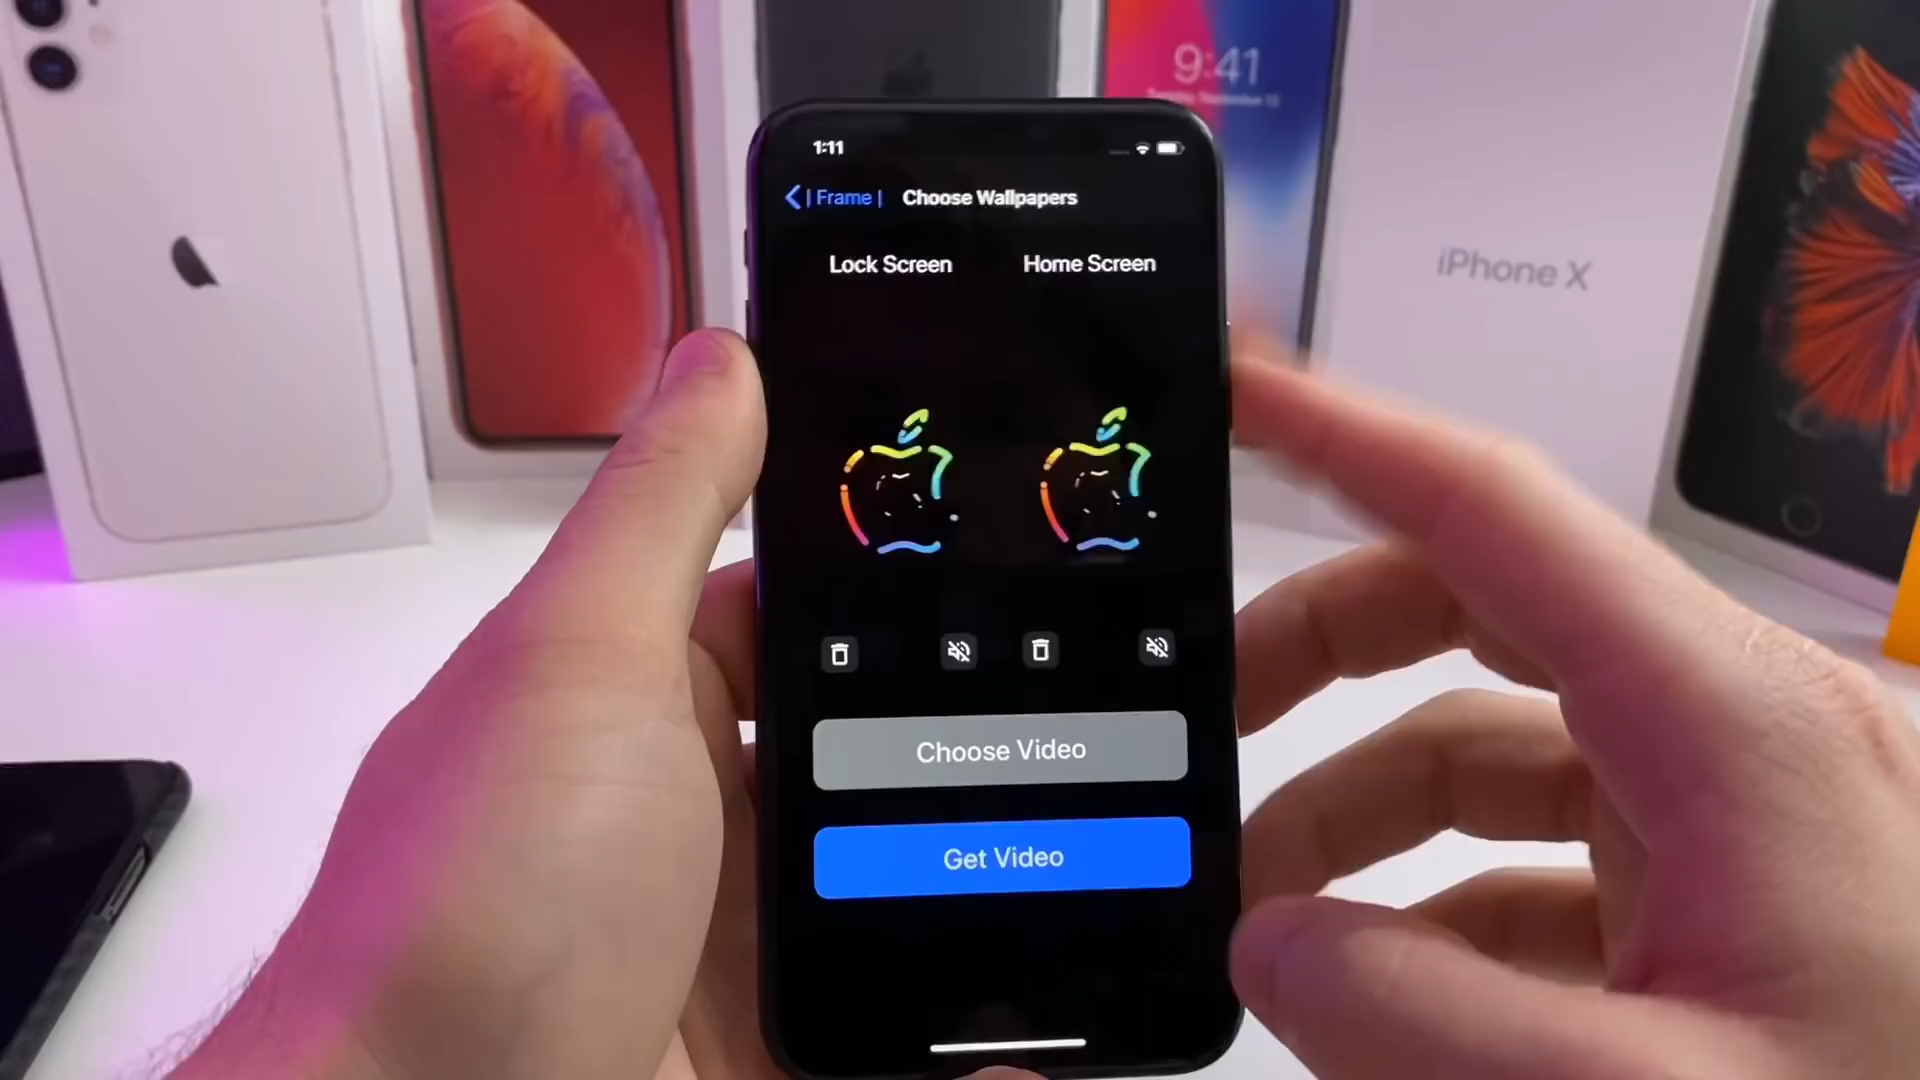 9:41
1:11
| Frame |
Choose Wallpapers
Lock Screen
Home Screen
iPhone X
Choose Video
Get Video